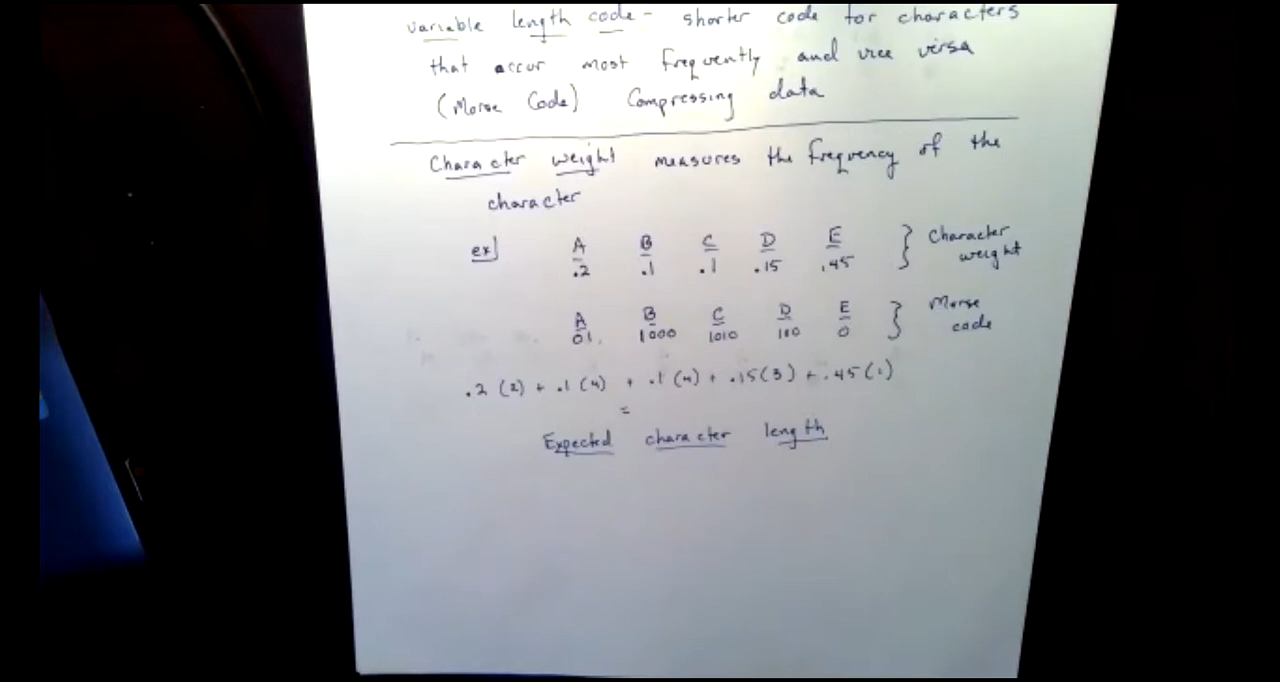 variable length code - shorter code for characters
that occur most frequently and vice versa
(Morse Code) Compressing data
Character weight measures the frequency of the
character
ex] A B C D E } Character
.2 .1 .1 .15 .45 weight
A B C D E } Morse
01 1000 1010 100 0 code
.2 (2) + .1 (4) + .1 (4) + .15 (3) + .45 (1)
=
Expected character length